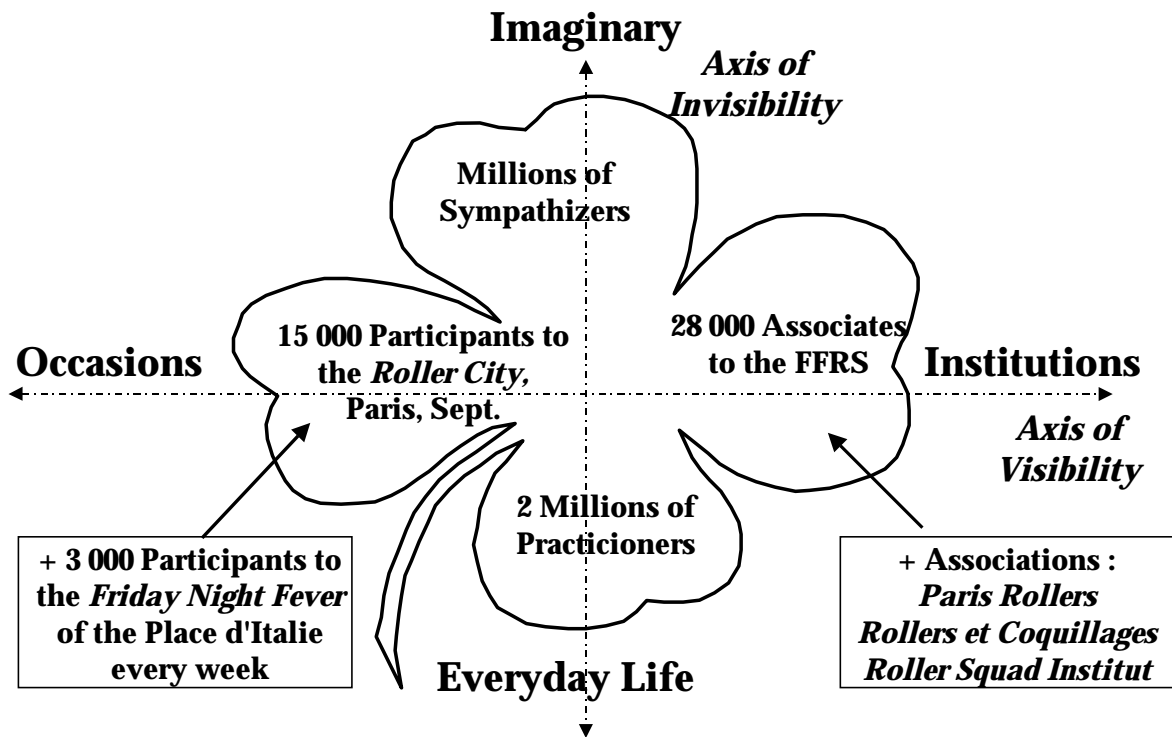 Imaginary
Axis of
Invisibility
Millions of
Sympathizers
Occasions
15 000 Participants to
the Roller City,
Paris, Sept.
28 000 Associates
to the FFRS
Institutions
Axis of
Visibility
2 Millions of
Practicioners
+ 3 000 Participants to
the Friday Night Fever
of the Place d'Italie
every week
+ Associations :
Paris Rollers
Rollers et Coquillages
Roller Squad Institut
Everyday Life